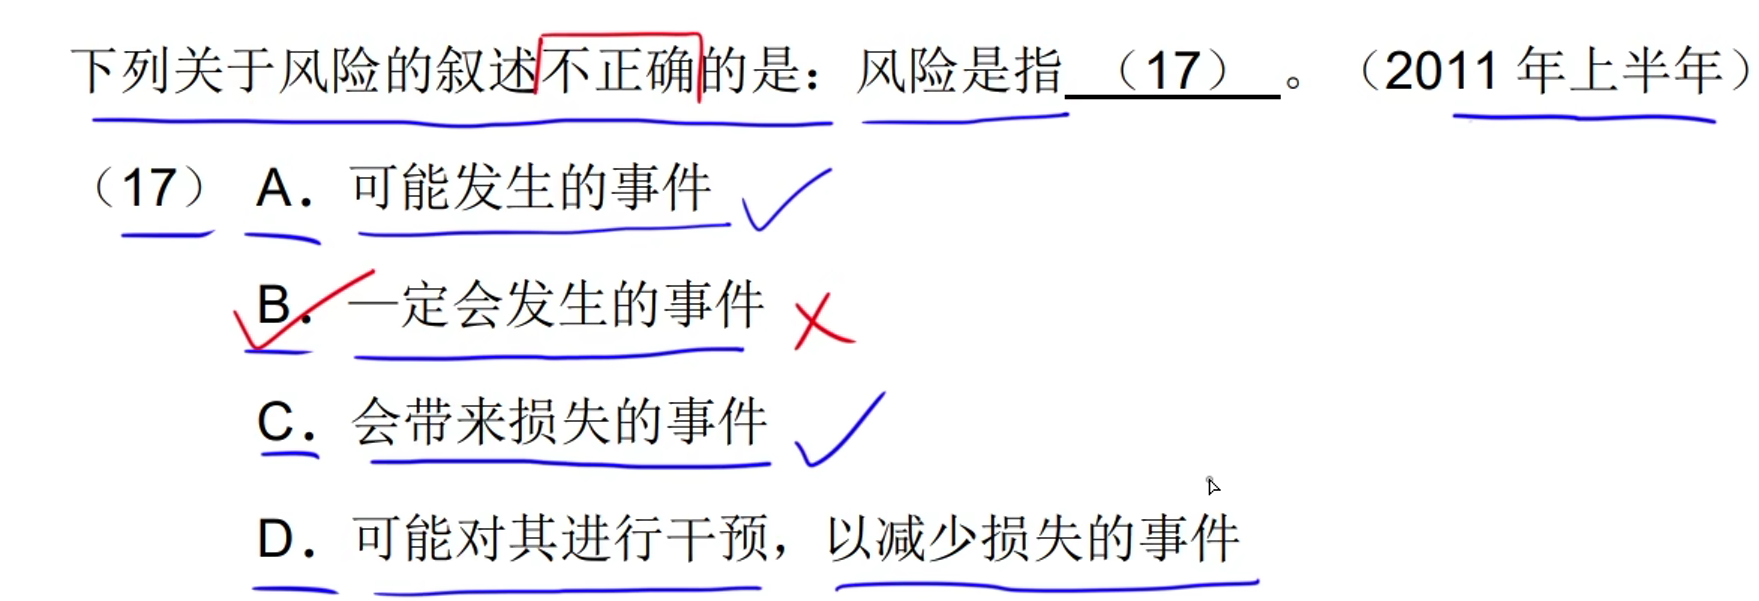 下列关于风险的叙述不正确的是：风险是指（17）。（2011 年上半年）
（17） A．可能发生的事件
B．一定会发生的事件
C．会带来损失的事件
D．可能对其进行干预，以减少损失的事件